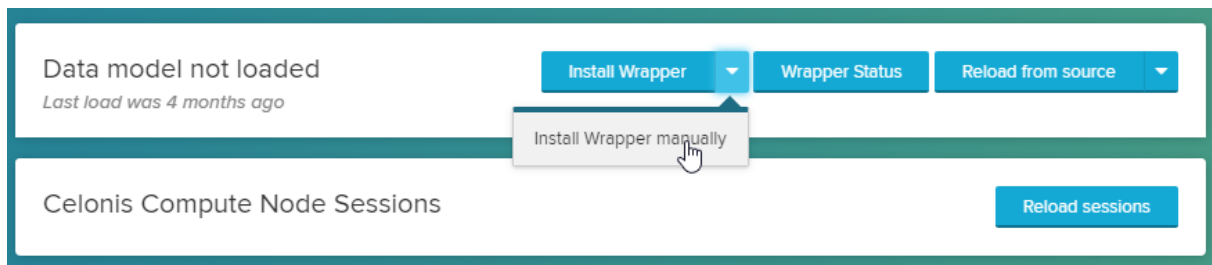 Data model not loaded
Last load was 4 months ago
Install Wrapper
Wrapper Status
Reload from source
Install Wrapper manually
Celonis Compute Node Sessions
Reload sessions